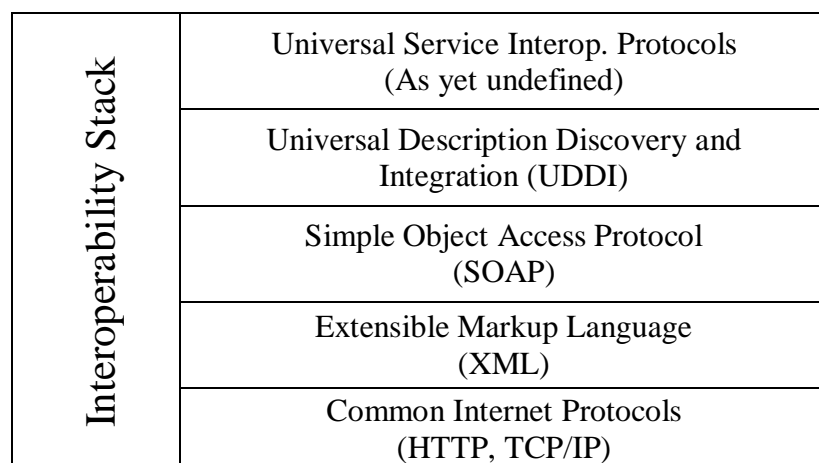 Interoperability Stack
Universal Service Interop. Protocols
(As yet undefined)
Universal Description Discovery and
Integration (UDDI)
Simple Object Access Protocol
(SOAP)
Extensible Markup Language
(XML)
Common Internet Protocols
(HTTP, TCP/IP)